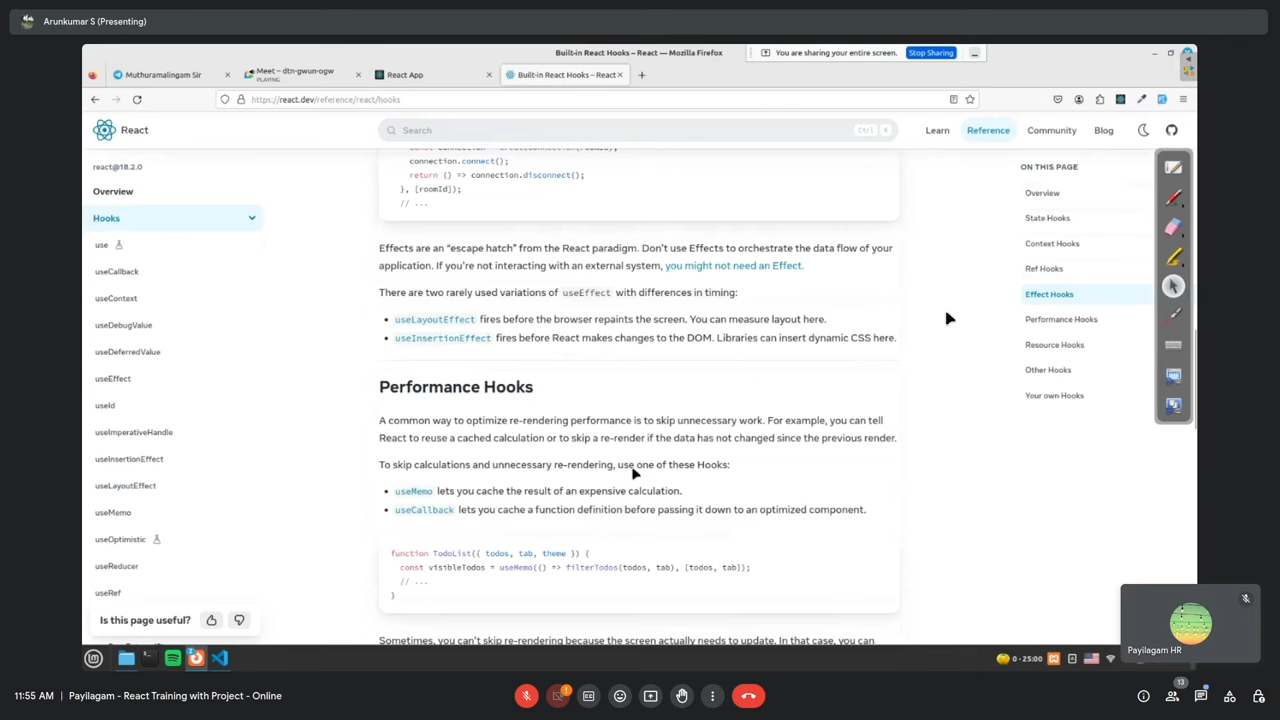 Arunkumar S (Presenting)
Built-in React Hooks – React — Mozilla Firefox
You are sharing your entire screen.
Stop Sharing
Muthuramalingam Sir
Meet – dtn-gwun-ogw
PLAYING
React App
Built-in React Hooks – React
https://react.dev/reference/react/hooks
React
Search
Ctrl
K
Learn
Reference
Community
Blog
react@18.2.0
Overview
Hooks
use
useCallback
useContext
useDebugValue
useDeferredValue
useEffect
useId
useImperativeHandle
useInsertionEffect
useLayoutEffect
useMemo
useOptimistic
useReducer
useRef
Is this page useful?
connection.connect();
return () => connection.disconnect();
}, [roomId]);
// ...
Effects are an “escape hatch” from the React paradigm. Don’t use Effects to orchestrate the data flow of your
application. If you’re not interacting with an external system, you might not need an Effect.
There are two rarely used variations of useEffect with differences in timing:
• useLayoutEffect fires before the browser repaints the screen. You can measure layout here.
• useInsertionEffect fires before React makes changes to the DOM. Libraries can insert dynamic CSS here.
Performance Hooks
A common way to optimize re-rendering performance is to skip unnecessary work. For example, you can tell
React to reuse a cached calculation or to skip a re-render if the data has not changed since the previous render.
To skip calculations and unnecessary re-rendering, use one of these Hooks:
• useMemo lets you cache the result of an expensive calculation.
• useCallback lets you cache a function definition before passing it down to an optimized component.
function TodoList({ todos, tab, theme }) {
const visibleTodos = useMemo(() => filterTodos(todos, tab), [todos, tab]);
// ...
}
Sometimes, you can’t skip re-rendering because the screen actually needs to update. In that case, you can
ON THIS PAGE
Overview
State Hooks
Context Hooks
Ref Hooks
Effect Hooks
Performance Hooks
Resource Hooks
Other Hooks
Your own Hooks
Payilagam HR
0 - 25:00
11:55 AM | Payilagam - React Training with Project - Online
13